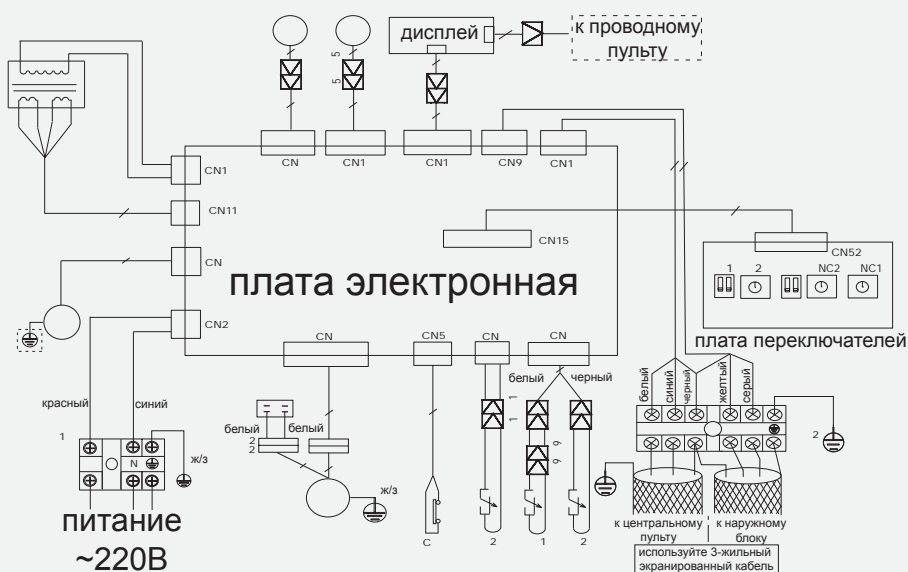 дисплей
к проводному
пульту
5
5
CN
CN1
CN1
CN9
CN1
CN1
CN11
CN15
CN52
1
2
NC2
NC1
CN
плата электронная
плата переключателей
CN2
CN
CN5
CN
CN
белый
черный
белый
синий
черный
желтый
серый
красный
синий
1
1
1
белый
белый
2
2
9
9
2
N
ж/з
ж/з
питание
~220В
C
2
1
2
к центральному
пульту
к наружному
блоку
используйте 3-жильный
экранированный кабель